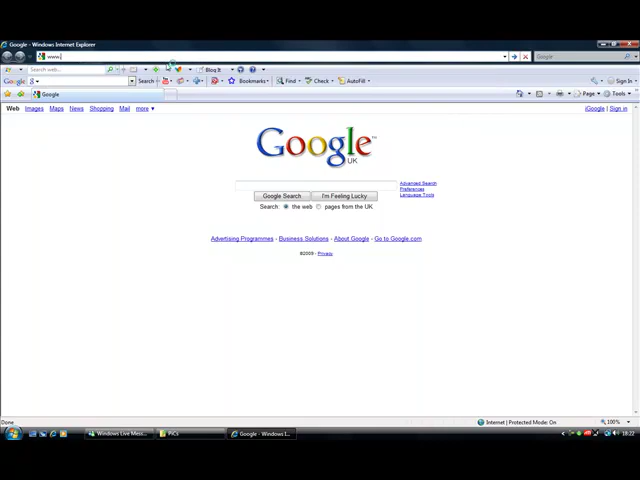 Google - Windows Internet Explorer
www.
Google
Search web...
Blog It
Google
Search
Bookmarks
Find
Check
AutoFill
Sign In
Google
Page
Tools
Web Images Maps News Shopping Mail more
iGoogle | Sign in
Google
UK
Advanced Search
Preferences
Language Tools
Google Search
I'm Feeling Lucky
Search: the web pages from the UK
Advertising Programmes - Business Solutions - About Google - Go to Google.com
©2009 - Privacy
Done
Internet | Protected Mode: On
100%
Windows Live Mess...
PICs
Google - Windows I...
18:22